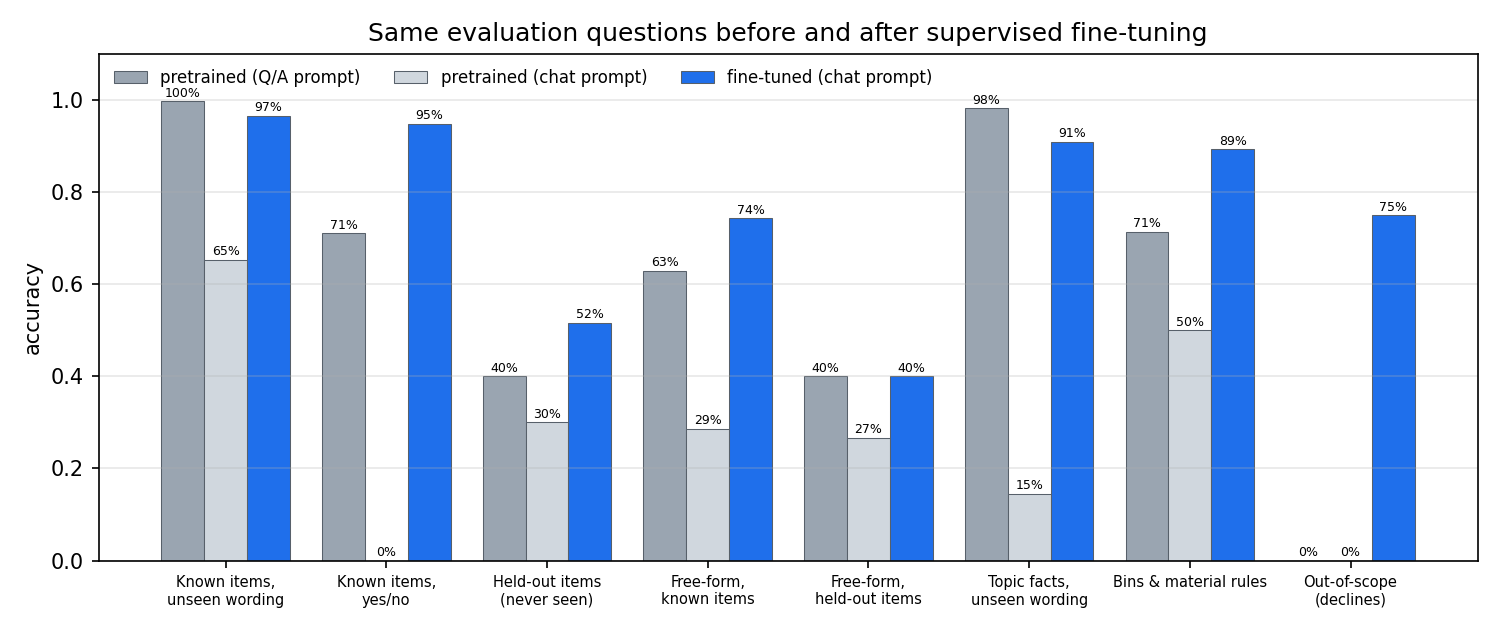 Same evaluation questions before and after supervised fine-tuning
pretrained (Q/A prompt)
pretrained (chat prompt)
fine-tuned (chat prompt)
accuracy
1.0
0.8
0.6
0.4
0.2
0.0
100%
65%
97%
71%
0%
95%
40%
30%
52%
63%
29%
74%
40%
27%
40%
98%
15%
91%
71%
50%
89%
0%
0%
75%
Known items,
unseen wording
Known items,
yes/no
Held-out items
(never seen)
Free-form,
known items
Free-form,
held-out items
Topic facts,
unseen wording
Bins & material rules
Out-of-scope
(declines)